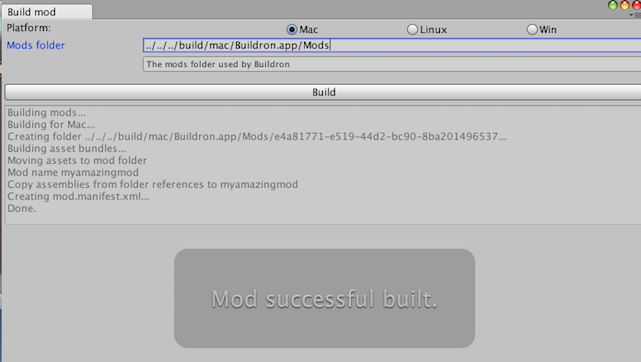 Build mod
Platform: Mac Linux Win
Mods folder ../../../build/mac/Buildron.app/Mods
The mods folder used by Buildron
Build
Building mods...
Building for Mac...
Creating folder ../../../build/mac/Buildron.app/Mods/e4a81771-e519-44d2-bc90-8ba201496537...
Building asset bundles...
Moving assets to mod folder
Mod name myamazingmod
Copy assemblies from folder references to myamazingmod
Creating mod.manifest.xml...
Done.
Mod successful built.